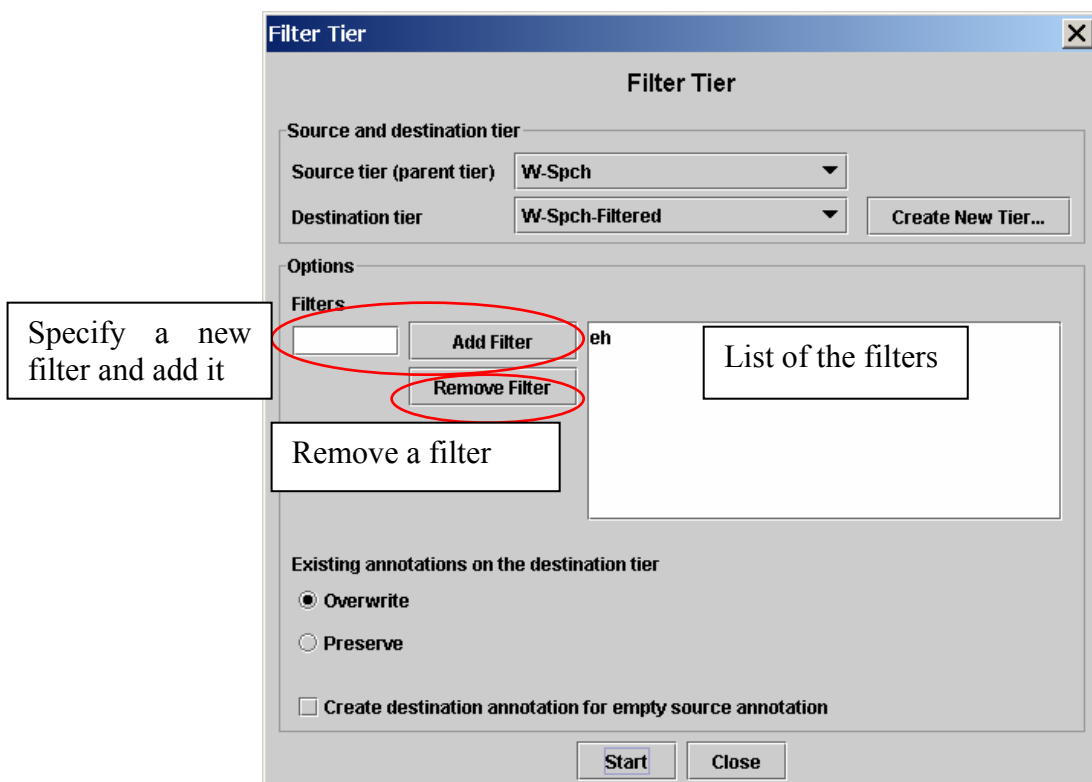 Filter Tier
Filter Tier
Source and destination tier
Source tier (parent tier) W-Spch
Destination tier W-Spch-Filtered Create New Tier...
Options
Filters
Specify a new
filter and add it
Add Filter
eh
List of the filters
Remove Filter
Remove a filter
Existing annotations on the destination tier
Overwrite
Preserve
Create destination annotation for empty source annotation
Start Close